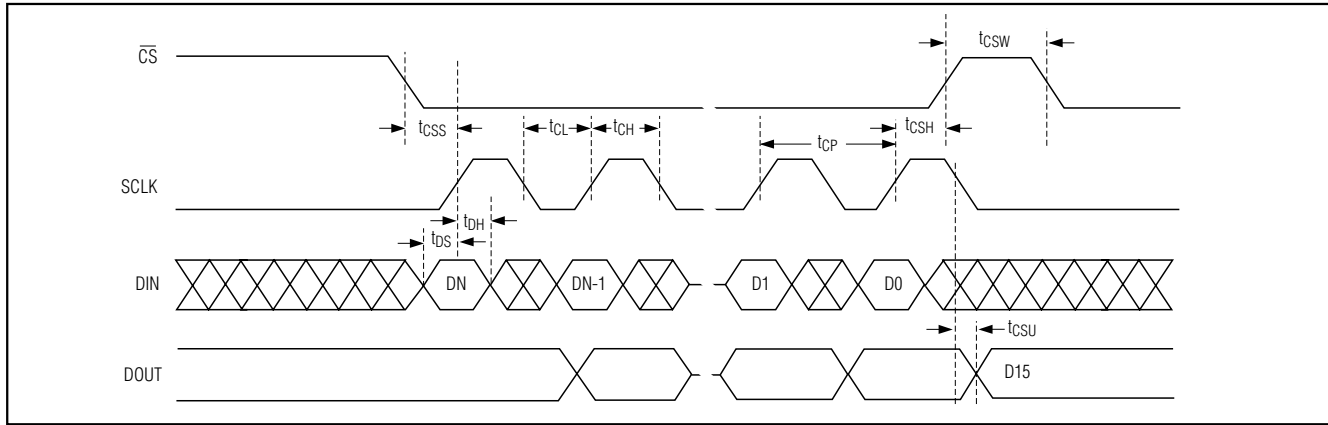 CS
tCSW
tCSS
tCL
tCH
tCP
tCSH
SCLK
tDH
tDS
DIN
DN
DN-1
D1
D0
tCSU
DOUT
D15